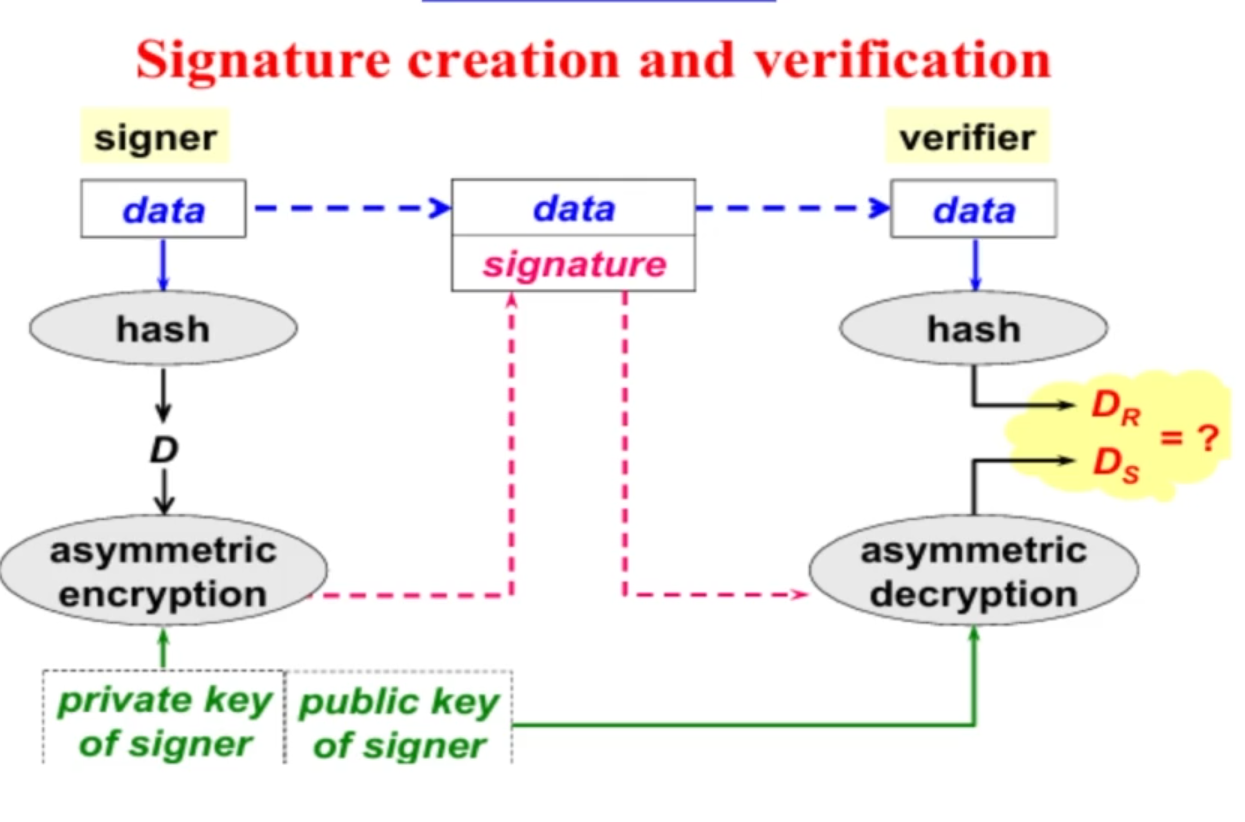 Signature creation and verification
signer
verifier
data
data
data
signature
hash
hash
D
D_R
= ?
D_S
asymmetric
encryption
asymmetric
decryption
private key
of signer
public key
of signer